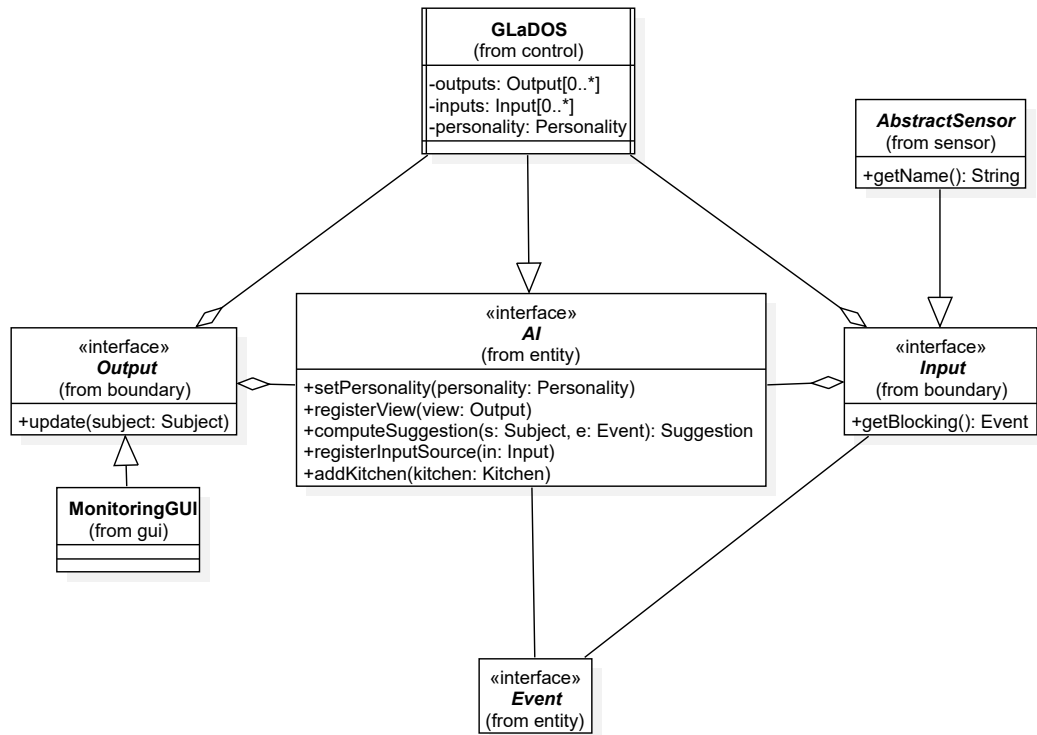 GLaDOS
(from control)
-outputs: Output[0..*]
-inputs: Input[0..*]
-personality: Personality
AbstractSensor
(from sensor)
+getName(): String
«interface»
Output
(from boundary)
+update(subject: Subject)
«interface»
AI
(from entity)
+setPersonality(personality: Personality)
+registerView(view: Output)
+computeSuggestion(s: Subject, e: Event): Suggestion
+registerInputSource(in: Input)
+addKitchen(kitchen: Kitchen)
«interface»
Input
(from boundary)
+getBlocking(): Event
MonitoringGUI
(from gui)
«interface»
Event
(from entity)